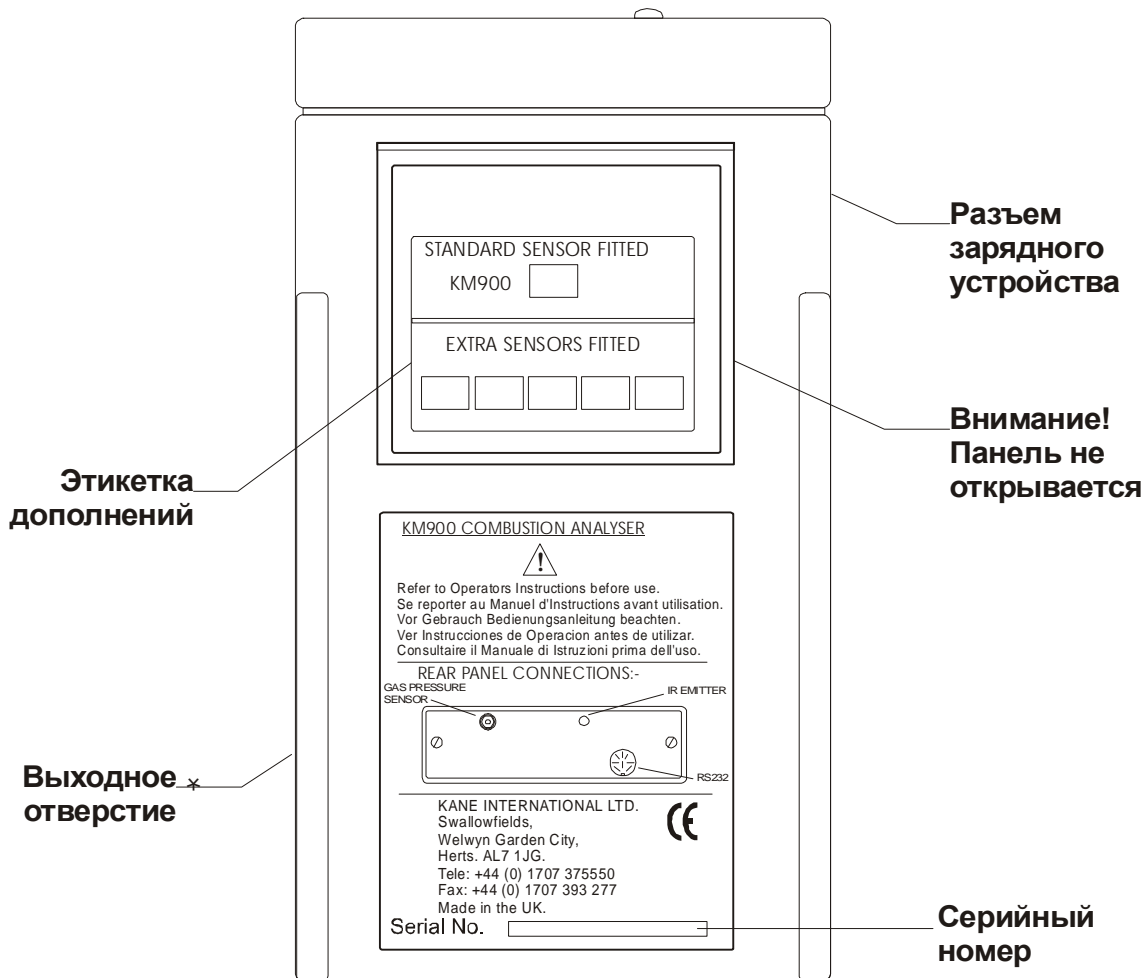 STANDARD SENSOR FITTED
KM900
EXTRA SENSORS FITTED
Разъем
зарядного
устройства
Внимание!
Панель не
открывается
Этикетка
дополнений
KM900 COMBUSTION ANALYSER
!
Refer to Operators Instructions before use.
Se reporter au Manuel d'Instructions avant utilisation.
Vor Gebrauch Bedienungsanleitung beachten.
Ver Instrucciones de Operacion antes de utilizar.
Consultaire il Manuale di Istruzioni prima dell'uso.
REAR PANEL CONNECTIONS:-
GAS PRESSURE
SENSOR
IR EMITTER
RS232
Выходное
отверстие
KANE INTERNATIONAL LTD.
Swallowfields,
Welwyn Garden City,
Herts. AL7 1JG.
Tele: +44 (0) 1707 375550
Fax: +44 (0) 1707 393 277
Made in the UK.
CE
Serial No.
Серийный
номер